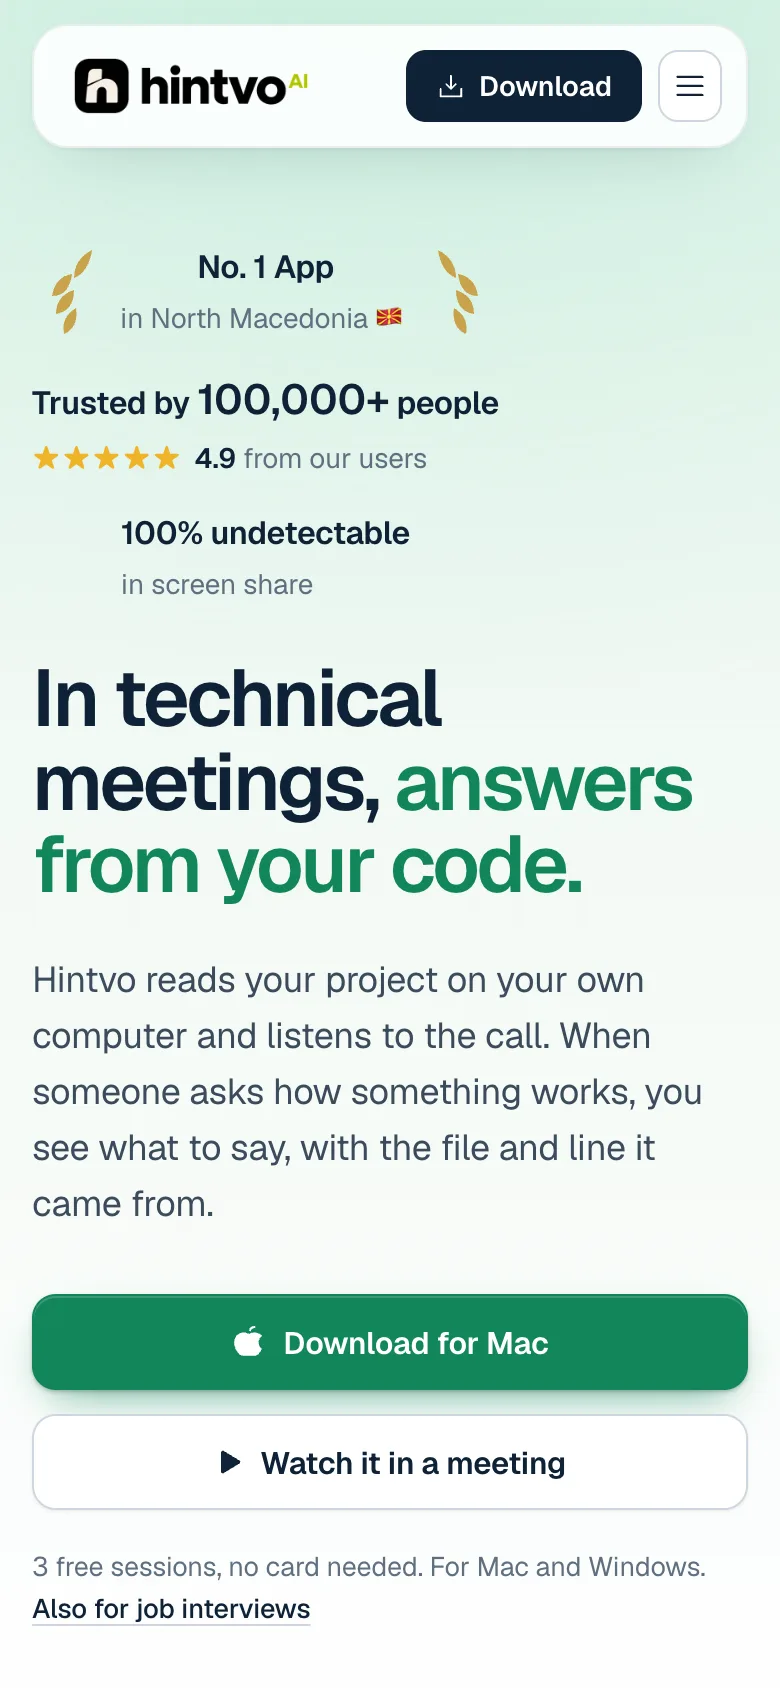 hintvo AI
Download
No. 1 App
in North Macedonia 🇲🇰
Trusted by 100,000+ people
4.9 from our users
100% undetectable
in screen share
In technical
meetings, answers
from your code.
Hintvo reads your project on your own
computer and listens to the call. When
someone asks how something works, you
see what to say, with the file and line it
came from.
Download for Mac
Watch it in a meeting
3 free sessions, no card needed. For Mac and Windows.
Also for job interviews